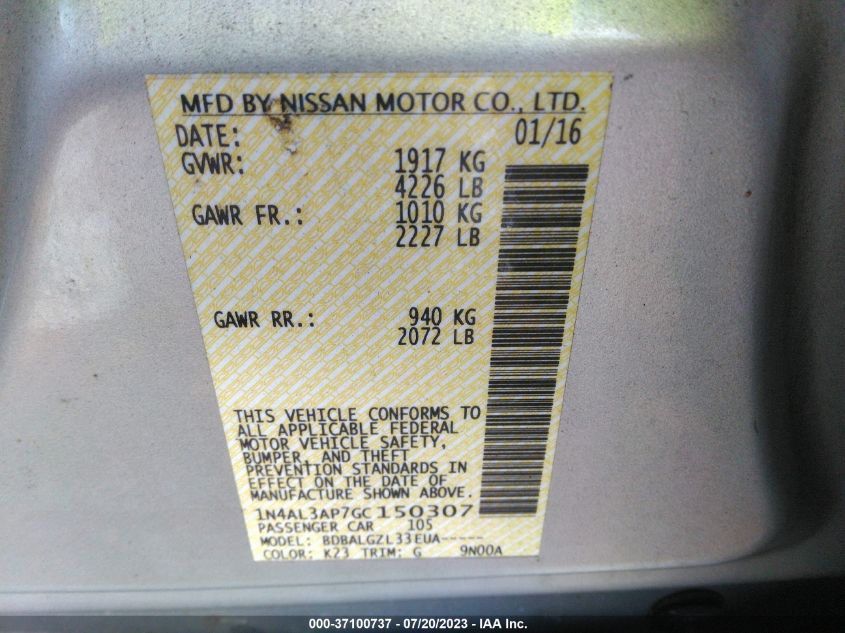 MFD BY NISSAN MOTOR CO., LTD.
DATE: 01/16
GVWR: 1917 KG
4226 LB
GAWR FR.: 1010 KG
2227 LB
GAWR RR.: 940 KG
2072 LB
THIS VEHICLE CONFORMS TO
ALL APPLICABLE FEDERAL
MOTOR VEHICLE SAFETY,
BUMPER, AND THEFT
PREVENTION STANDARDS IN
EFFECT ON THE DATE OF
MANUFACTURE SHOWN ABOVE.
1N4AL3AP7GC150307
PASSENGER CAR 105
MODEL: BDBALGZL33EUA-----
COLOR: K23 TRIM: G 9N00A
000-37100737 - 07/20/2023 - IAA Inc.